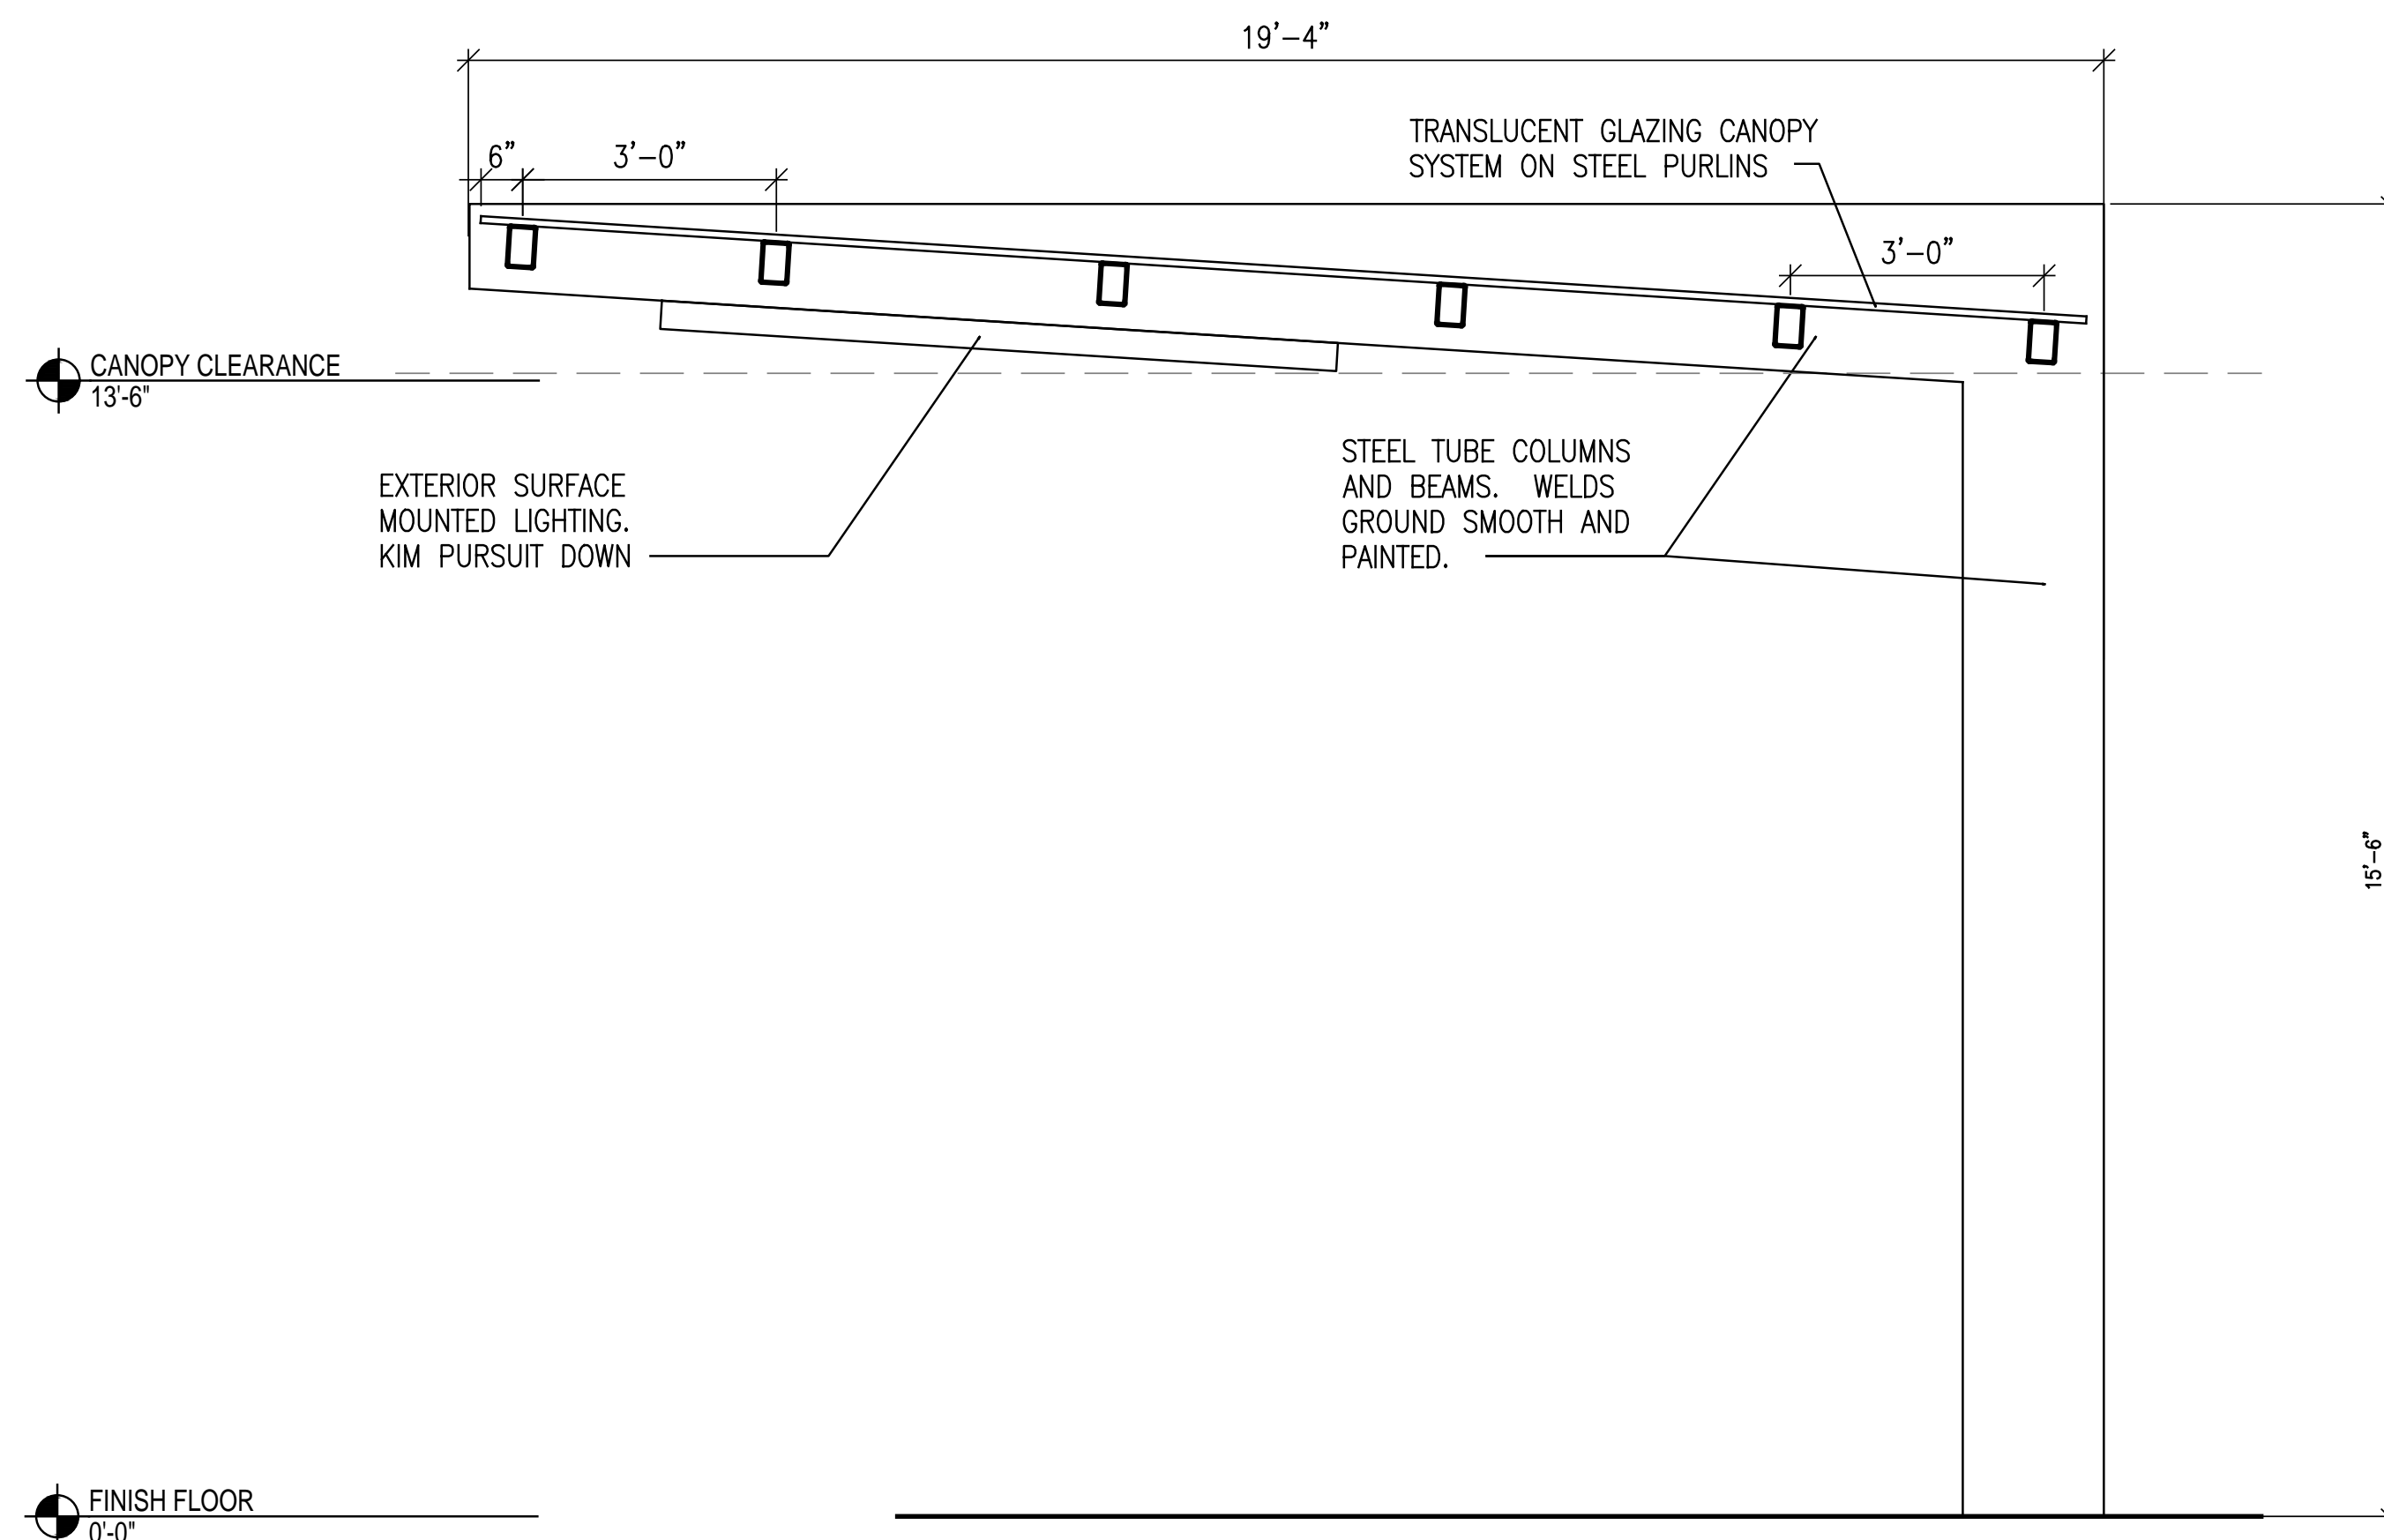 19'-4"
TRANSLUCENT GLAZING CANOPY
SYSTEM ON STEEL PURLINS
6"
3'-0"
3'-0"
CANOPY CLEARANCE
13'-6"
STEEL TUBE COLUMNS
AND BEAMS. WELDS
GROUND SMOOTH AND
PAINTED.
EXTERIOR SURFACE
MOUNTED LIGHTING.
KIM PURSUIT DOWN
15'-6"
FINISH FLOOR
0'-0"